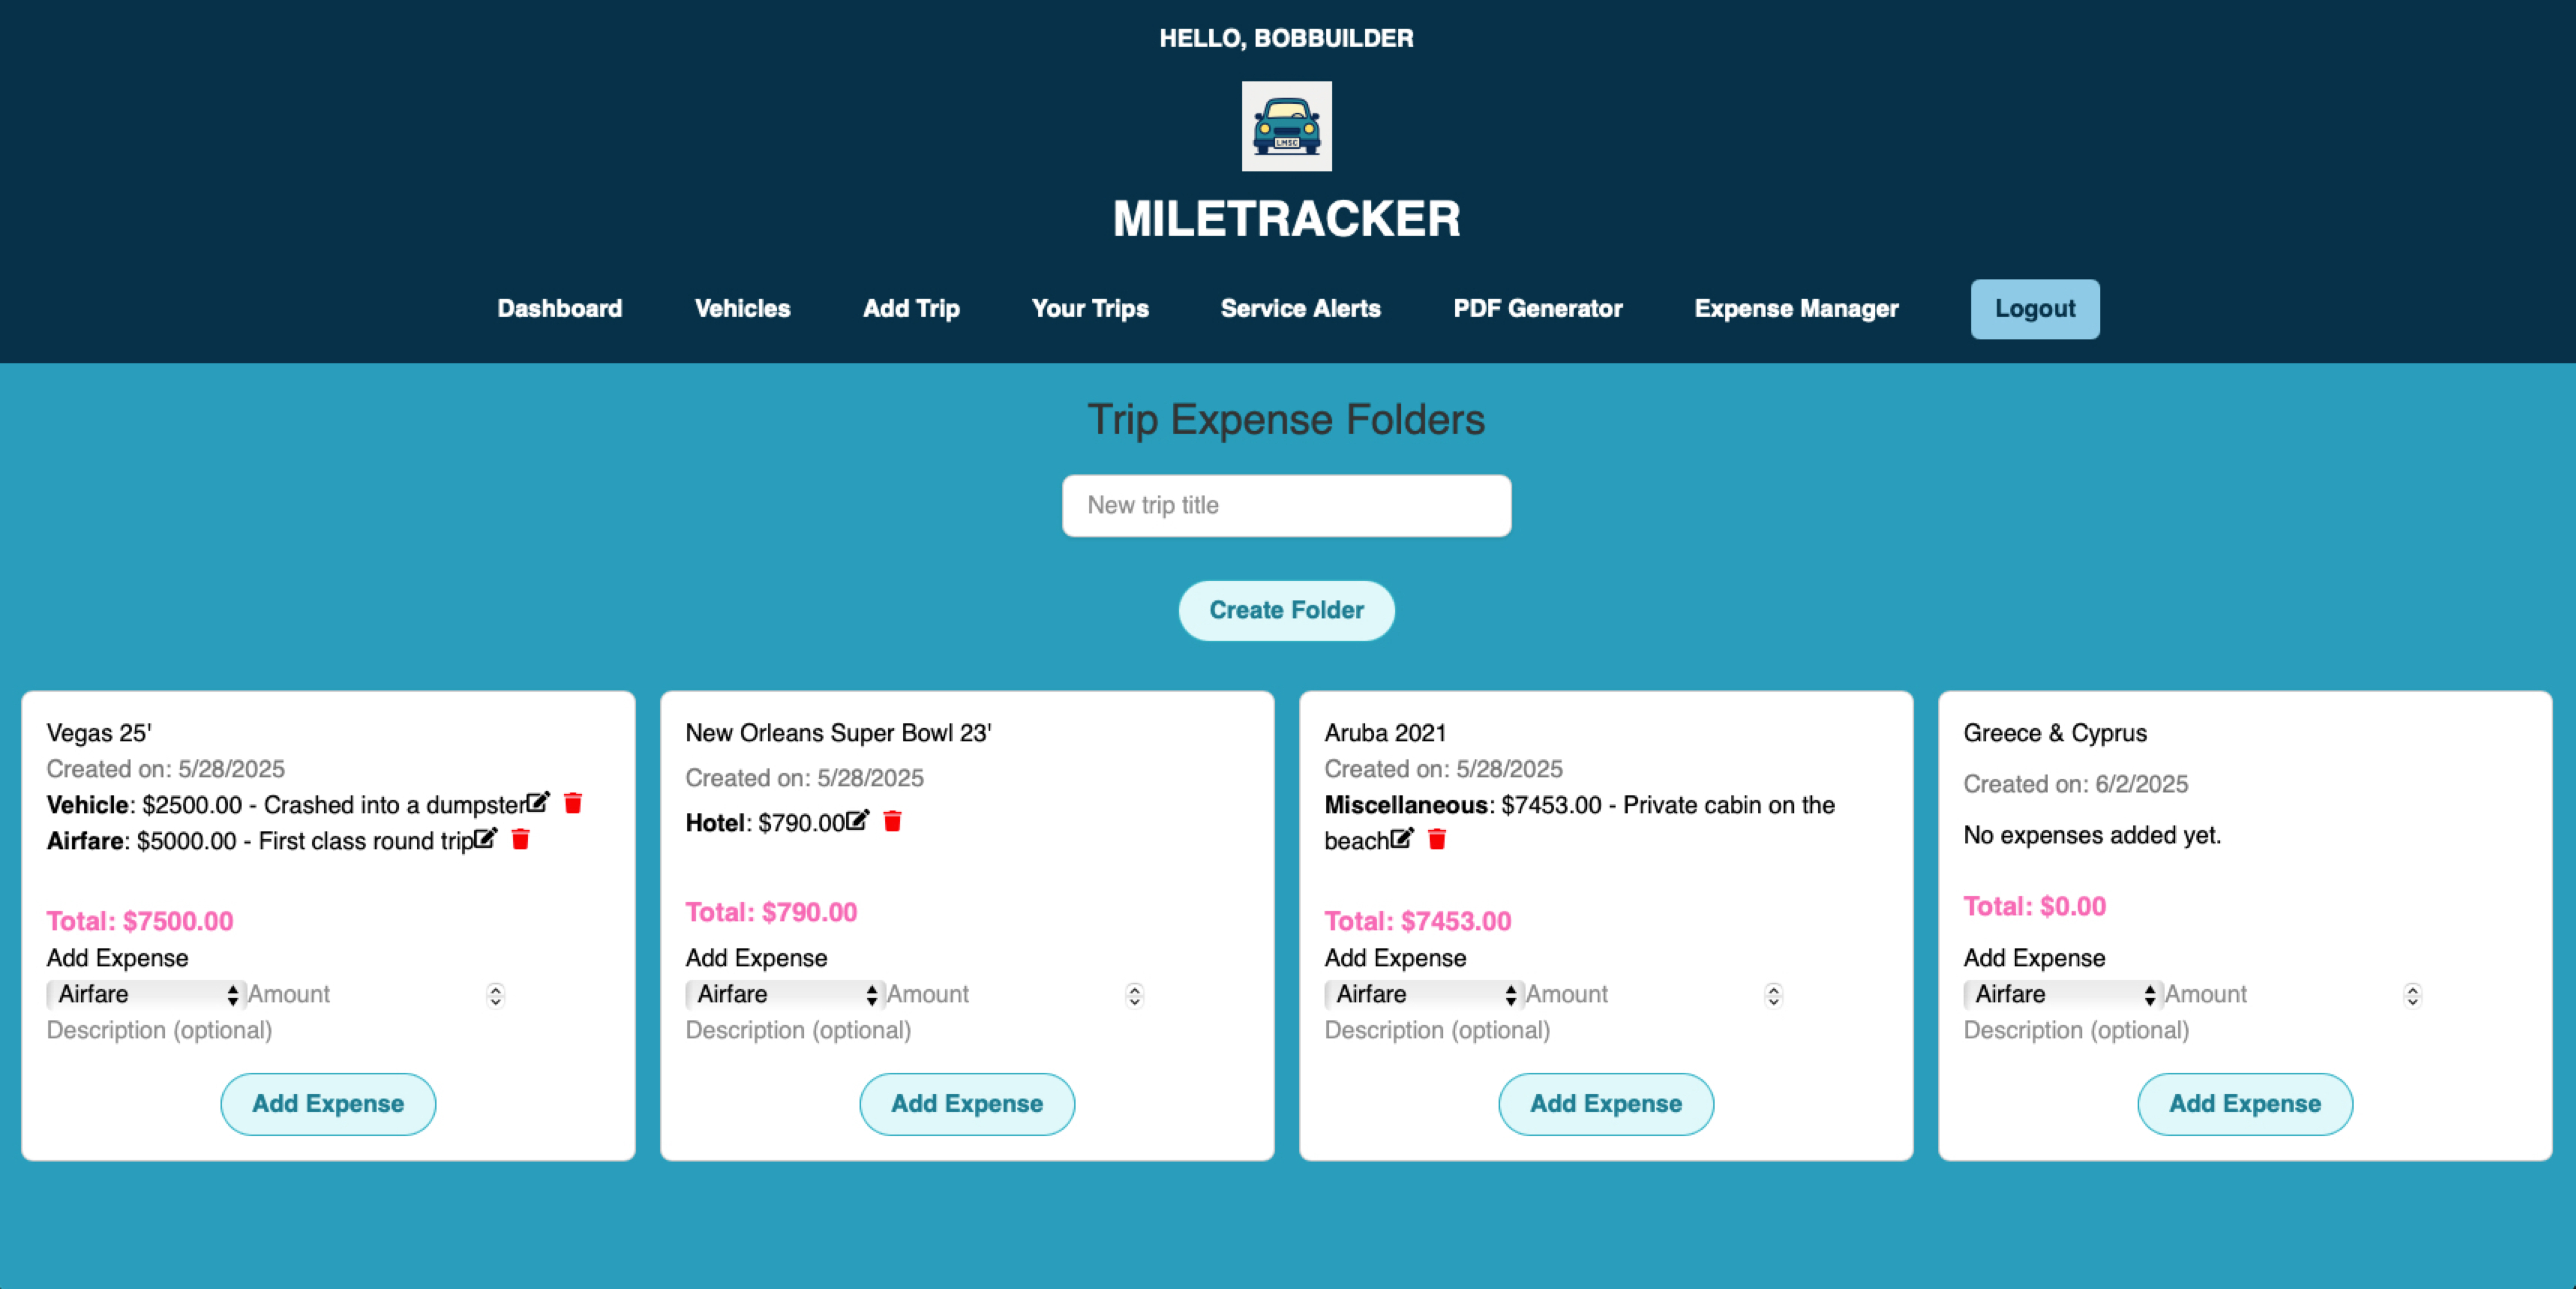 HELLO, BOBBUILDER
LMSC
MILETRACKER
Dashboard Vehicles Add Trip Your Trips Service Alerts PDF Generator Expense Manager Logout
Trip Expense Folders
New trip title
Create Folder
Vegas 25'
Created on: 5/28/2025
Vehicle: $2500.00 - Crashed into a dumpster
Airfare: $5000.00 - First class round trip
Total: $7500.00
Add Expense
Airfare Amount
Description (optional)
Add Expense
New Orleans Super Bowl 23'
Created on: 5/28/2025
Hotel: $790.00
Total: $790.00
Add Expense
Airfare Amount
Description (optional)
Add Expense
Aruba 2021
Created on: 5/28/2025
Miscellaneous: $7453.00 - Private cabin on the
beach
Total: $7453.00
Add Expense
Airfare Amount
Description (optional)
Add Expense
Greece & Cyprus
Created on: 6/2/2025
No expenses added yet.
Total: $0.00
Add Expense
Airfare Amount
Description (optional)
Add Expense